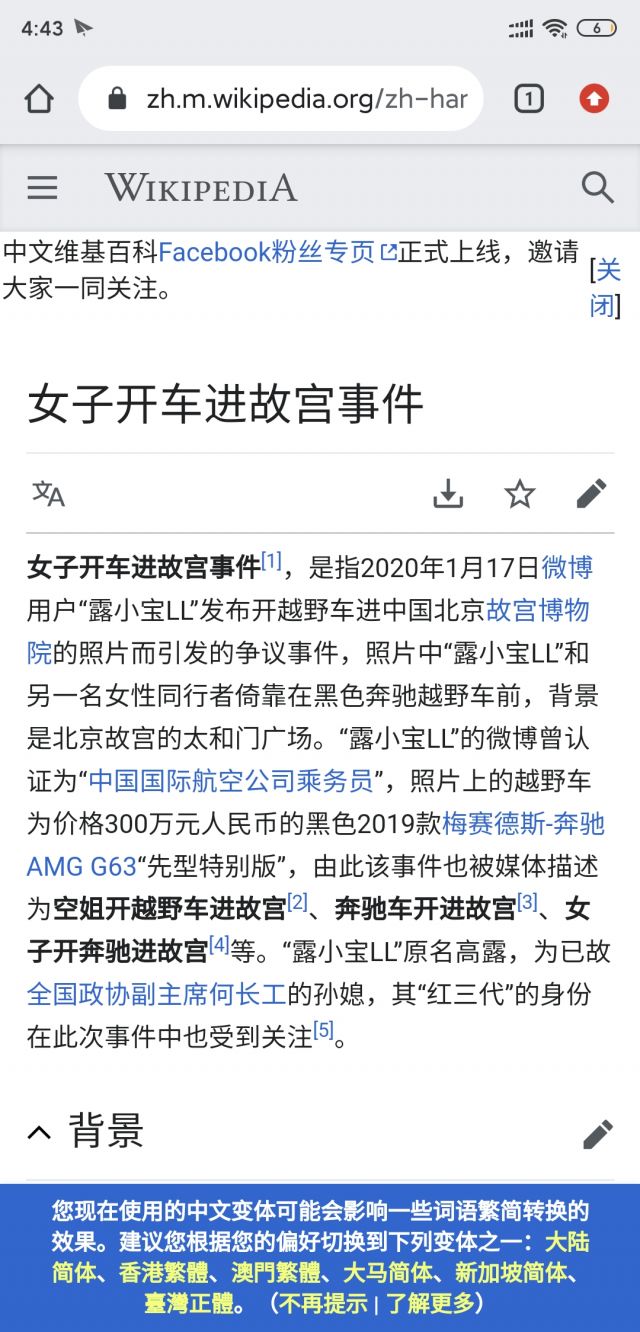 4:43
6
zh.m.wikipedia.org/zh-har
1
WIKIPEDIA
中文维基百科Facebook粉丝专页正式上线，邀请
大家一同关注。
[关
闭]
女子开车进故宫事件
文A
女子开车进故宫事件[1]，是指2020年1月17日微博
用户“露小宝LL”发布开越野车进中国北京故宫博物
院的照片而引发的争议事件，照片中“露小宝LL”和
另一名女性同行者倚靠在黑色奔驰越野车前，背景
是北京故宫的太和门广场。“露小宝LL”的微博曾认
证为“中国国际航空公司乘务员”，照片上的越野车
为价格300万元人民币的黑色2019款梅赛德斯-奔驰
AMG G63“先型特别版”，由此该事件也被媒体描述
为空姐开越野车进故宫[2]、奔驰车开进故宫[3]、女
子开奔驰进故宫[4]等。“露小宝LL”原名高露，为已故
全国政协副主席何长工的孙媳，其“红三代”的身份
在此次事件中也受到关注[5]。
背景
您现在使用的中文变体可能会影响一些词语繁简转换的
效果。建议您根据您的偏好切换到下列变体之一：大陆
简体、香港繁體、澳門繁體、大马简体、新加坡简体、
臺灣正體。（不再提示 | 了解更多）